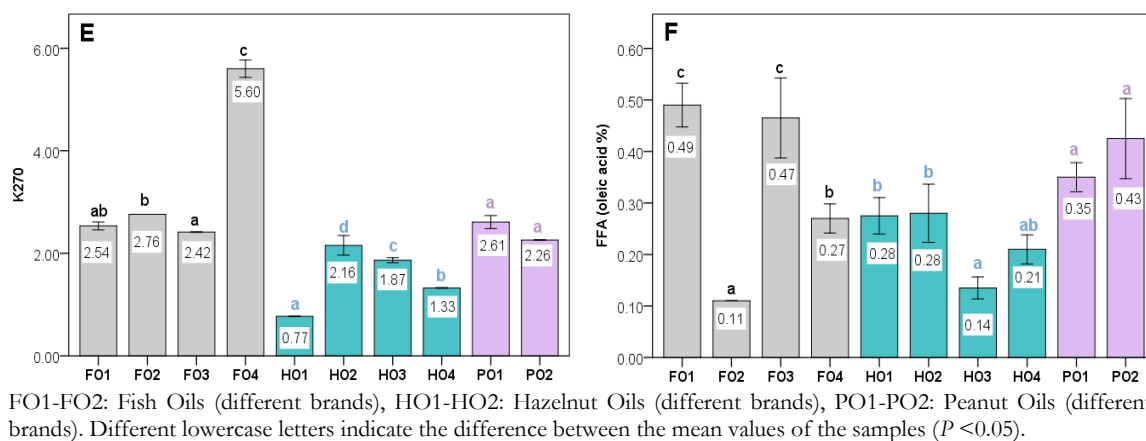 E
K270
6.00
4.00
2.00
0.00
ab
b
a
c
a
d
c
b
a
a
2.54
2.76
2.42
5.60
0.77
2.16
1.87
1.33
2.61
2.26
FO1 FO2 FO3 FO4 HO1 HO2 HO3 HO4 PO1 PO2
F
FFA (oleic acid %)
0.60
0.50
0.40
0.30
0.20
0.10
0.00
c
a
c
b
b
b
a
ab
a
a
0.49
0.11
0.47
0.27
0.28
0.28
0.14
0.21
0.35
0.43
FO1 FO2 FO3 FO4 HO1 HO2 HO3 HO4 PO1 PO2
FO1-FO2: Fish Oils (different brands), HO1-HO2: Hazelnut Oils (different brands), PO1-PO2: Peanut Oils (different
brands). Different lowercase letters indicate the difference between the mean values of the samples (P <0.05).